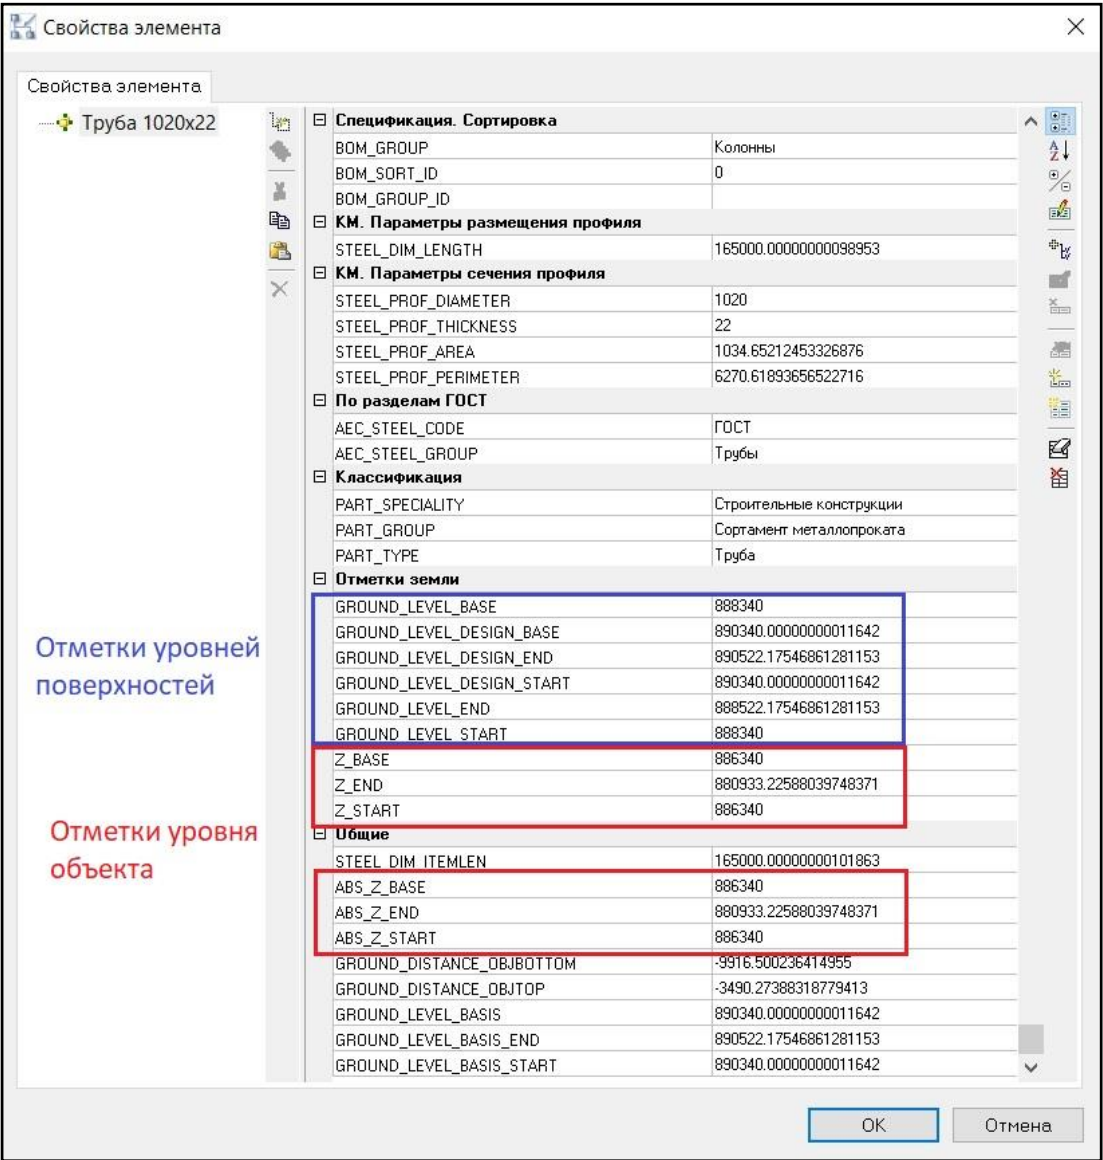 Свойства элемента
Свойства элемента
Труба 1020x22
Спецификация. Сортировка
BOM_GROUP Колонны
BOM_SORT_ID 0
BOM_GROUP_ID
КМ. Параметры размещения профиля
STEEL_DIM_LENGTH 165000.00000000098953
КМ. Параметры сечения профиля
STEEL_PROF_DIAMETER 1020
STEEL_PROF_THICKNESS 22
STEEL_PROF_AREA 1034.65212453326876
STEEL_PROF_PERIMETER 6270.61893656522716
По разделам ГОСТ
AEC_STEEL_CODE ГОСТ
AEC_STEEL_GROUP Трубы
Классификация
PART_SPECIALITY Строительные конструкции
PART_GROUP Сортамент металлопроката
PART_TYPE Труба
Отметки земли
GROUND_LEVEL_BASE 888340
GROUND_LEVEL_DESIGN_BASE 890340.00000000011642
GROUND_LEVEL_DESIGN_END 890522.17546861281153
GROUND_LEVEL_DESIGN_START 890340.00000000011642
GROUND_LEVEL_END 888522.17546861281153
GROUND_LEVEL_START 888340
Отметки уровней
поверхностей
Z_BASE 886340
Z_END 880933.22588039748371
Z_START 886340
Общие
STEEL_DIM_ITEMLEN 165000.00000000101863
ABS_Z_BASE 886340
ABS_Z_END 880933.22588039748371
ABS_Z_START 886340
Отметки уровня
объекта
GROUND_DISTANCE_OBJBOTTOM -9916.500236414955
GROUND_DISTANCE_OBJTOP -3490.27388318779413
GROUND_LEVEL_BASIS 890340.00000000011642
GROUND_LEVEL_BASIS_END 890522.17546861281153
GROUND_LEVEL_BASIS_START 890340.00000000011642
OK Отмена